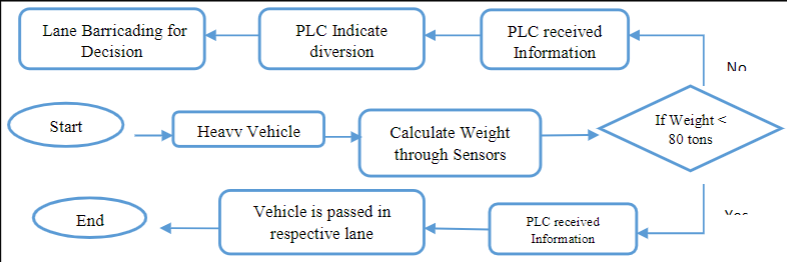 Lane Barricading for
Decision
PLC Indicate
diversion
PLC received
Information
No
Start
Heavy Vehicle
Calculate Weight
through Sensors
If Weight <
80 tons
Yes
End
Vehicle is passed in
respective lane
PLC received
Information